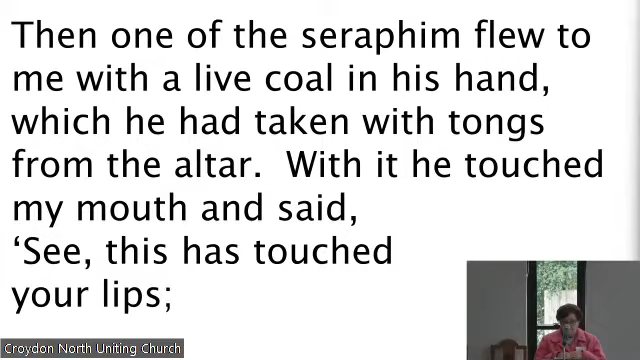 Then one of the seraphim flew to
me with a live coal in his hand,
which he had taken with tongs
from the altar.  With it he touched
my mouth and said,
‘See, this has touched
your lips;
Croydon North Uniting Church